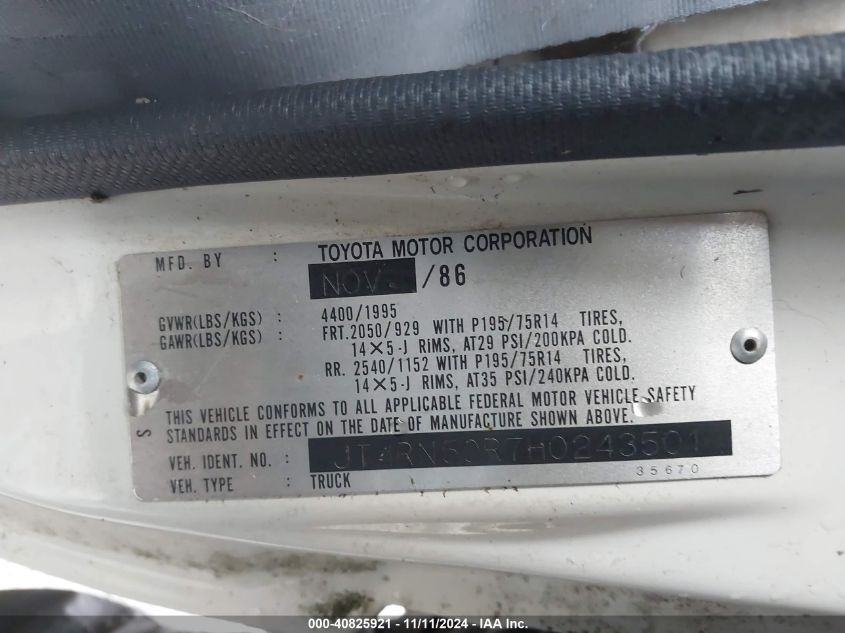 MFD. BY : TOYOTA MOTOR CORPORATION
NOV. /86
GVWR(LBS/KGS) : 4400/1995
GAWR(LBS/KGS) : FRT.2050/929 WITH P195/75R14 TIRES,
14×5-J RIMS, AT29 PSI/200KPA COLD.
RR. 2540/1152 WITH P195/75R14 TIRES,
14×5-J RIMS, AT35 PSI/240KPA COLD.
THIS VEHICLE CONFORMS TO ALL APPLICABLE FEDERAL MOTOR VEHICLE SAFETY
S STANDARDS IN EFFECT ON THE DATE OF MANUFACTURE SHOWN ABOVE.
VEH. IDENT. NO. : JT4RN50R7H0243501
VEH. TYPE : TRUCK 35670
000-40825921 - 11/11/2024 - IAA Inc.